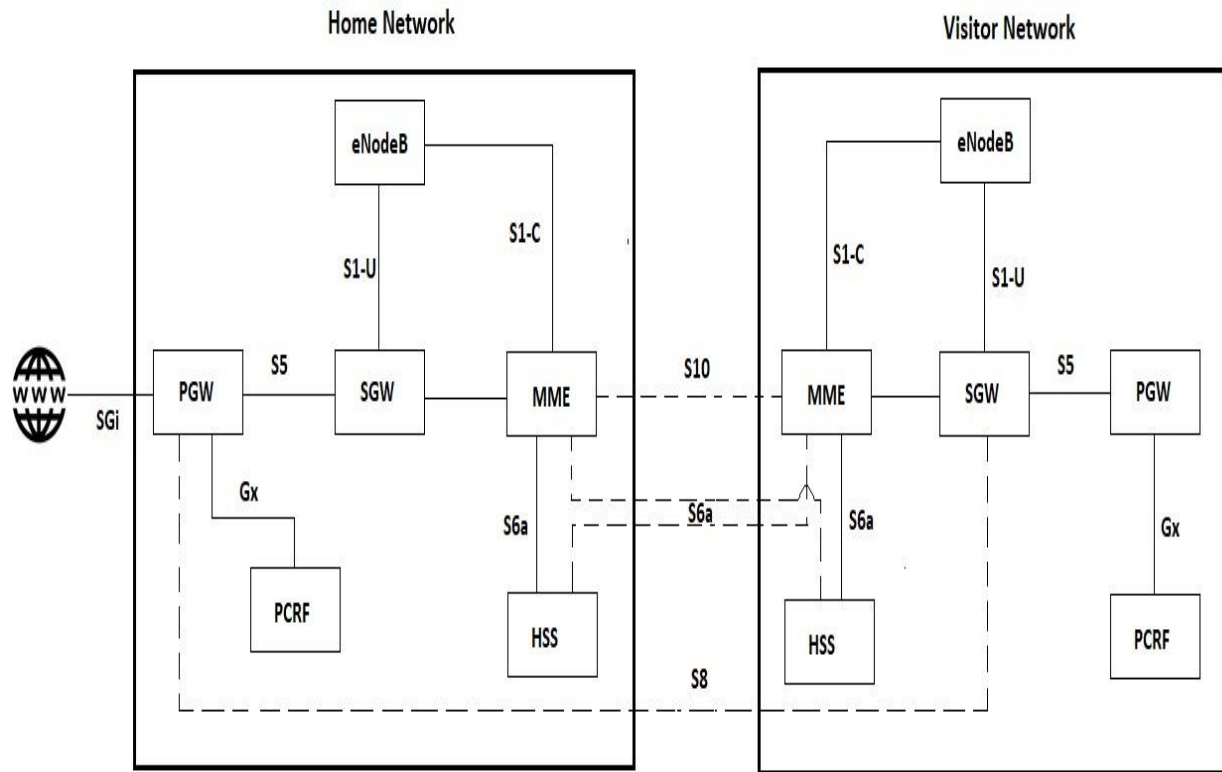 Home Network
Visitor Network
eNodeB
eNodeB
S1-C
S1-C
S1-U
S1-U
www
SGi
PGW
S5
SGW
MME
S10
MME
SGW
S5
PGW
Gx
S6a
S6a
S6a
Gx
PCRF
HSS
HSS
PCRF
S8